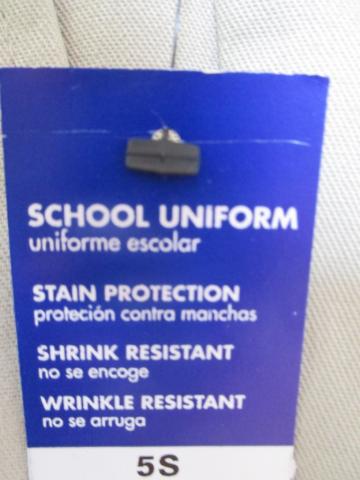 SCHOOL UNIFORM
uniforme escolar
STAIN PROTECTION
proteción contra manchas
SHRINK RESISTANT
no se encoge
WRINKLE RESISTANT
no se arruga
5S